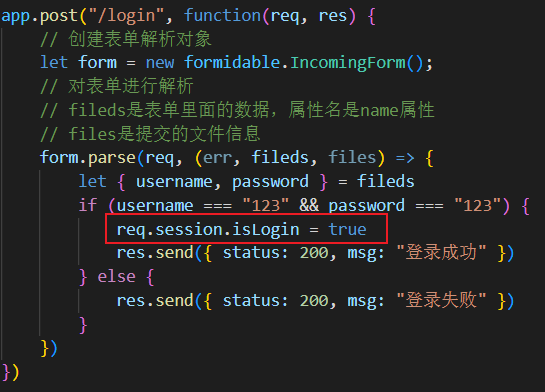 app.post("/login", function(req, res) {
// 创建表单解析对象
let form = new formidable.IncomingForm();
// 对表单进行解析
// fileds是表单里面的数据，属性名是name属性
// files是提交的文件信息
form.parse(req, (err, fileds, files) => {
let { username, password } = fileds
if (username === "123" && password === "123") {
req.session.isLogin = true
res.send({ status: 200, msg: "登录成功" })
} else {
res.send({ status: 200, msg: "登录失败" })
}
})
})